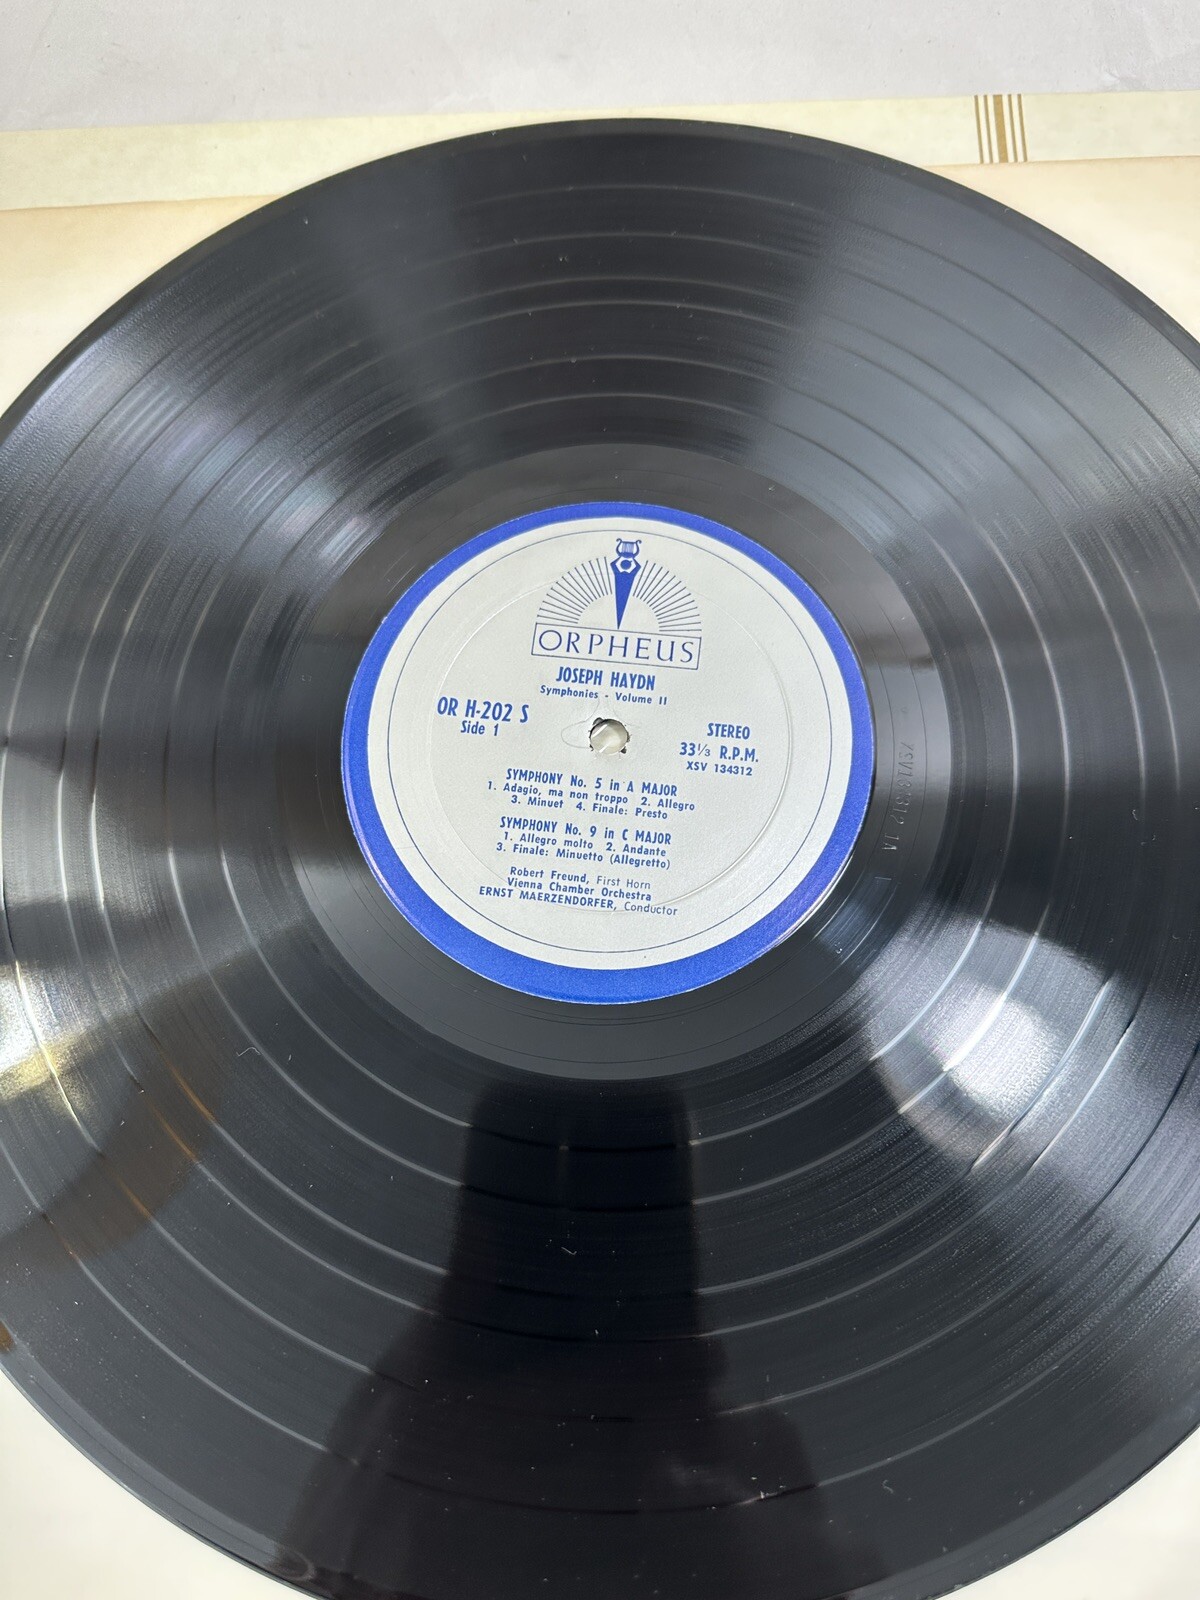 ORPHEUS
JOSEPH HAYDN
Symphonies - Volume II
OR H-202 S
Side 1
STEREO
33⅓ R.P.M.
XSV 134312
SYMPHONY No. 5 in A MAJOR
1. Adagio, ma non troppo 2. Allegro
3. Minuet 4. Finale: Presto
SYMPHONY No. 9 in C MAJOR
1. Allegro molto 2. Andante
3. Finale: Minuetto (Allegretto)
Robert Freund, First Horn
Vienna Chamber Orchestra
ERNST MAERZENDORFER, Conductor